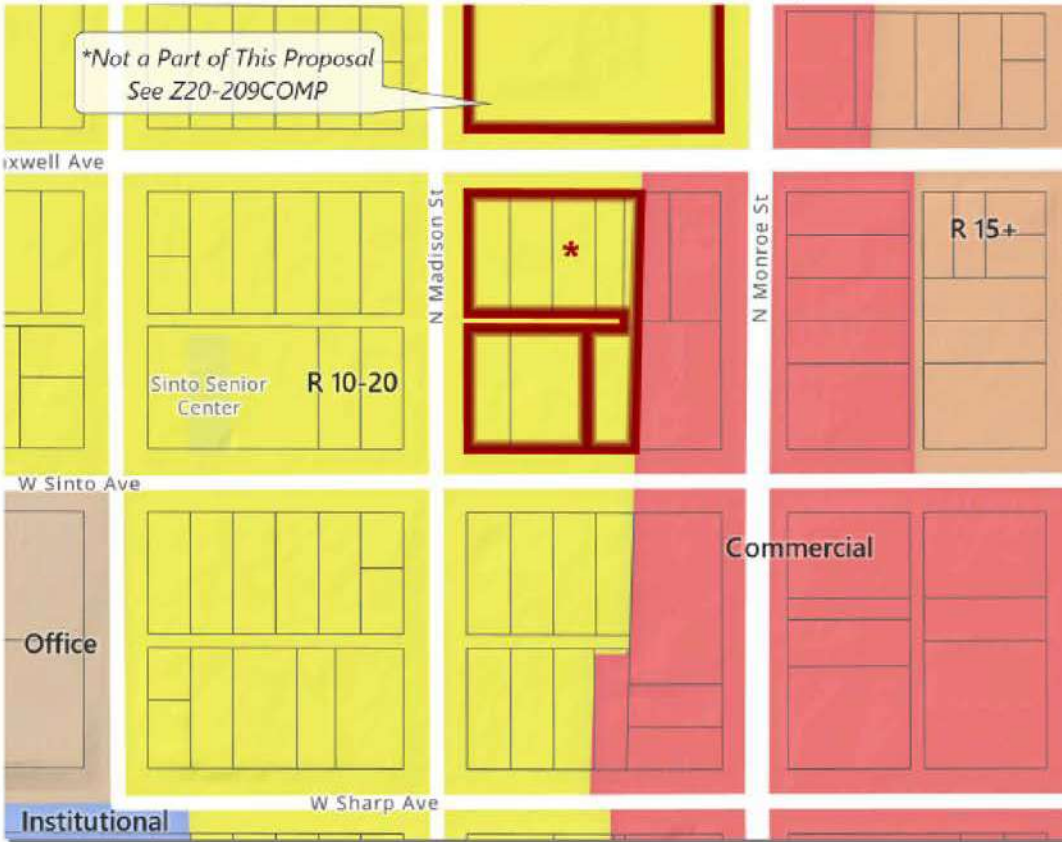 *Not a Part of This Proposal
See Z20-209COMP
axwell Ave
N Madison St
N Monroe St
R 15+
*
Sinto Senior
Center
R 10-20
W Sinto Ave
Commercial
Office
W Sharp Ave
Institutional